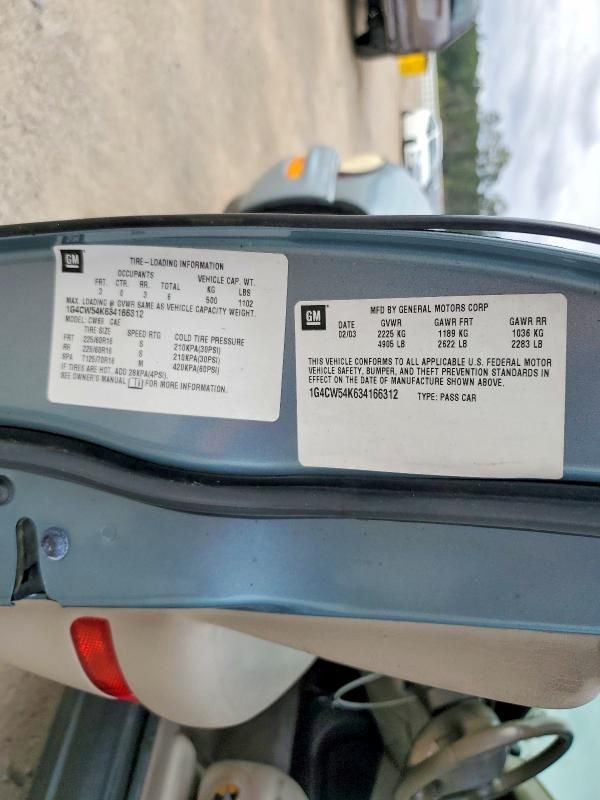 GM
TIRE-LOADING INFORMATION
OCCUPANTS VEHICLE CAP. WT.
FRT. CTR. RR. TOTAL KG LBS
3 0 3 6 500 1102
MAX. LOADING @ GVWR SAME AS VEHICLE CAPACITY WEIGHT.
1G4CW54K634166312
MODEL: CW69 CAE
TIRE SIZE SPEED RTG COLD TIRE PRESSURE
FRT 225/60R16 S 210KPA(30PSI)
RR 225/60R16 S 210KPA(30PSI)
SPA T125/70R16 M 420KPA(60PSI)
IF TIRES ARE HOT, ADD 28KPA(4PSI).
SEE OWNER'S MANUAL FOR MORE INFORMATION.
GM
MFD BY GENERAL MOTORS CORP
DATE GVWR GAWR FRT GAWR RR
02/03 2225 KG 1189 KG 1036 KG
4905 LB 2622 LB 2283 LB
THIS VEHICLE CONFORMS TO ALL APPLICABLE U.S. FEDERAL MOTOR
VEHICLE SAFETY, BUMPER, AND THEFT PREVENTION STANDARDS IN
EFFECT ON THE DATE OF MANUFACTURE SHOWN ABOVE.
1G4CW54K634166312 TYPE: PASS CAR